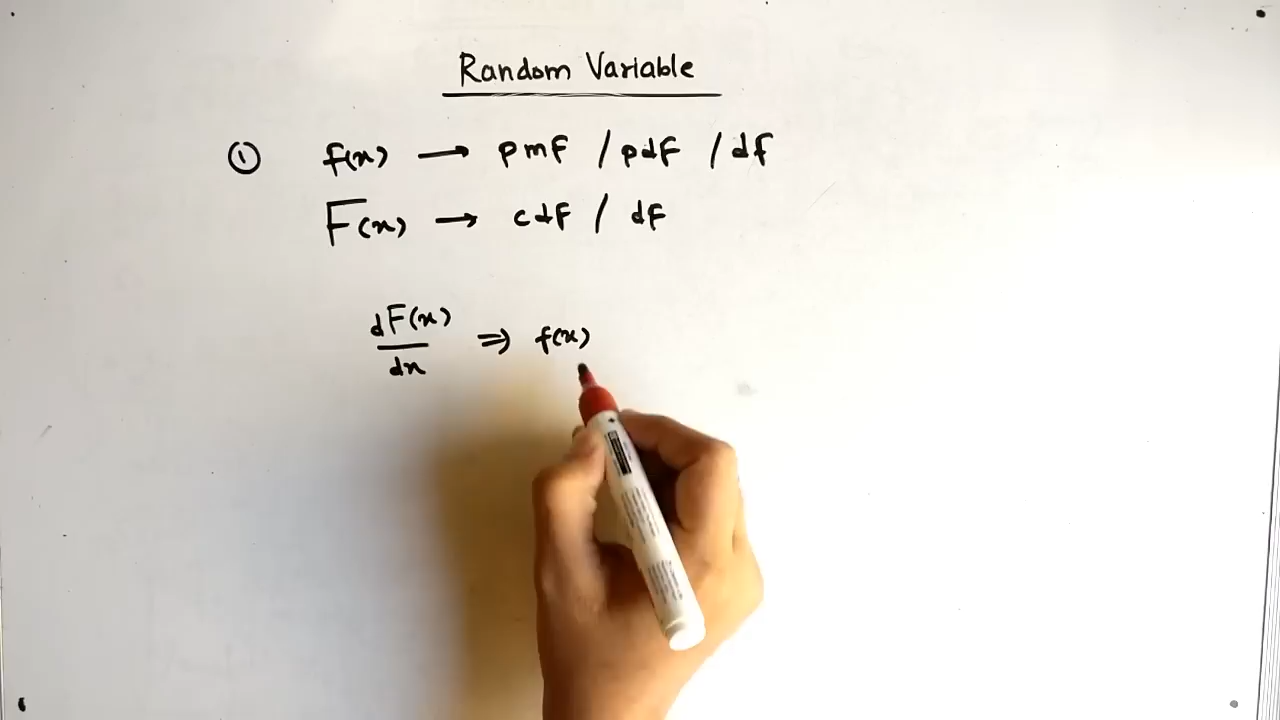 Random Variable
① f(x) → pmf / pdf / df
F(x) → cdf / df
dF(x)
dx
⇒ f(x)